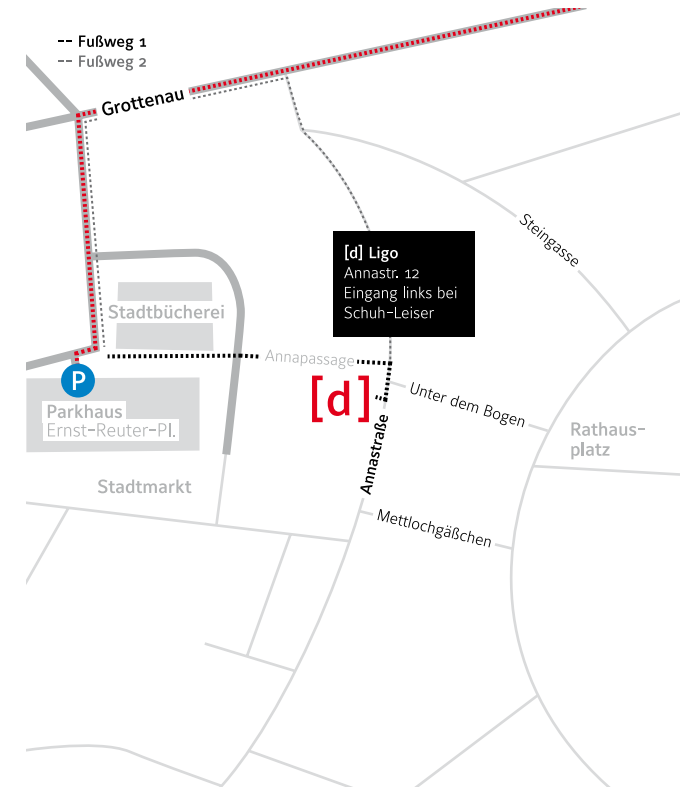 -- Fußweg 1
-- Fußweg 2
Grottenau
Steingasse
[d] Ligo
Annastr. 12
Eingang links bei
Schuh-Leiser
Stadtbücherei
Annapassage
P
[d]
Unter dem Bogen
Parkhaus
Ernst-Reuter-Pl.
Annastraße
Rathaus-
platz
Stadtmarkt
Mettlochgäßchen